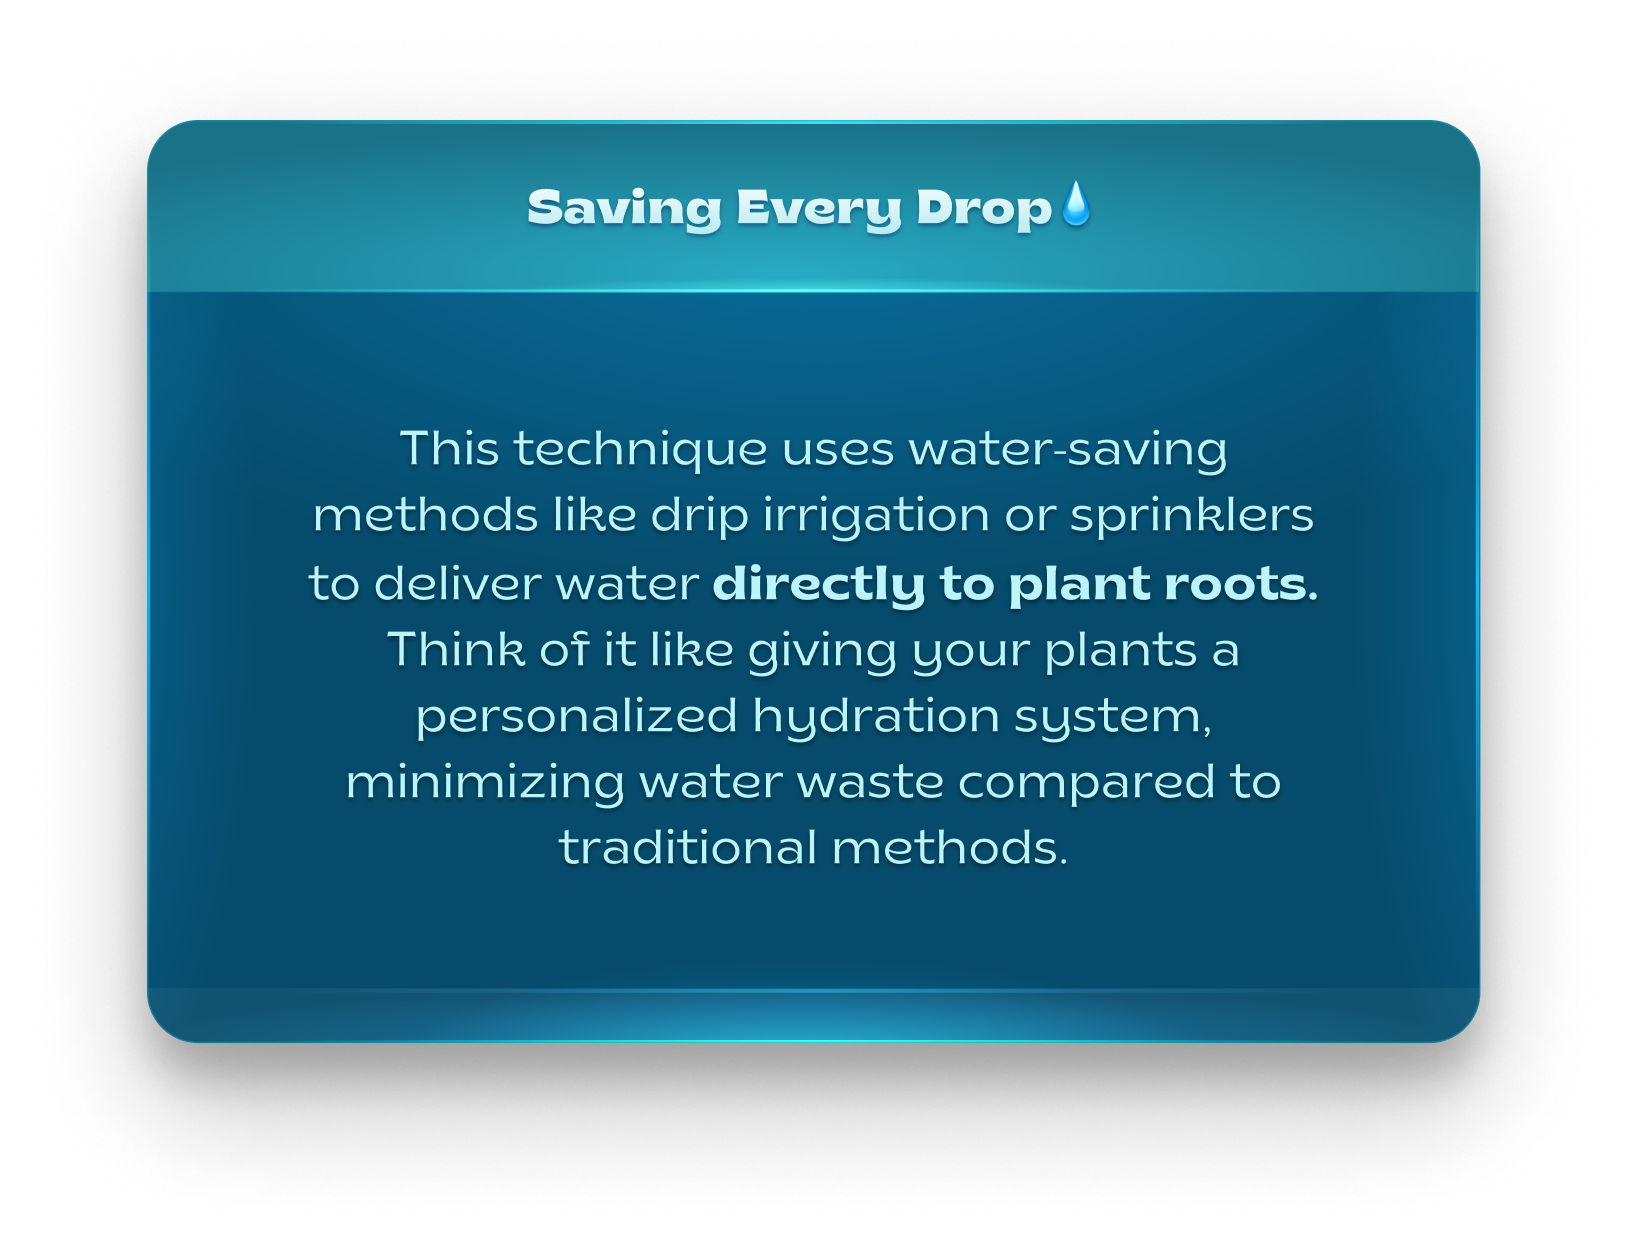 Saving Every Drop💧
This technique uses water-saving
methods like drip irrigation or sprinklers
to deliver water directly to plant roots.
Think of it like giving your plants a
personalized hydration system,
minimizing water waste compared to
traditional methods.